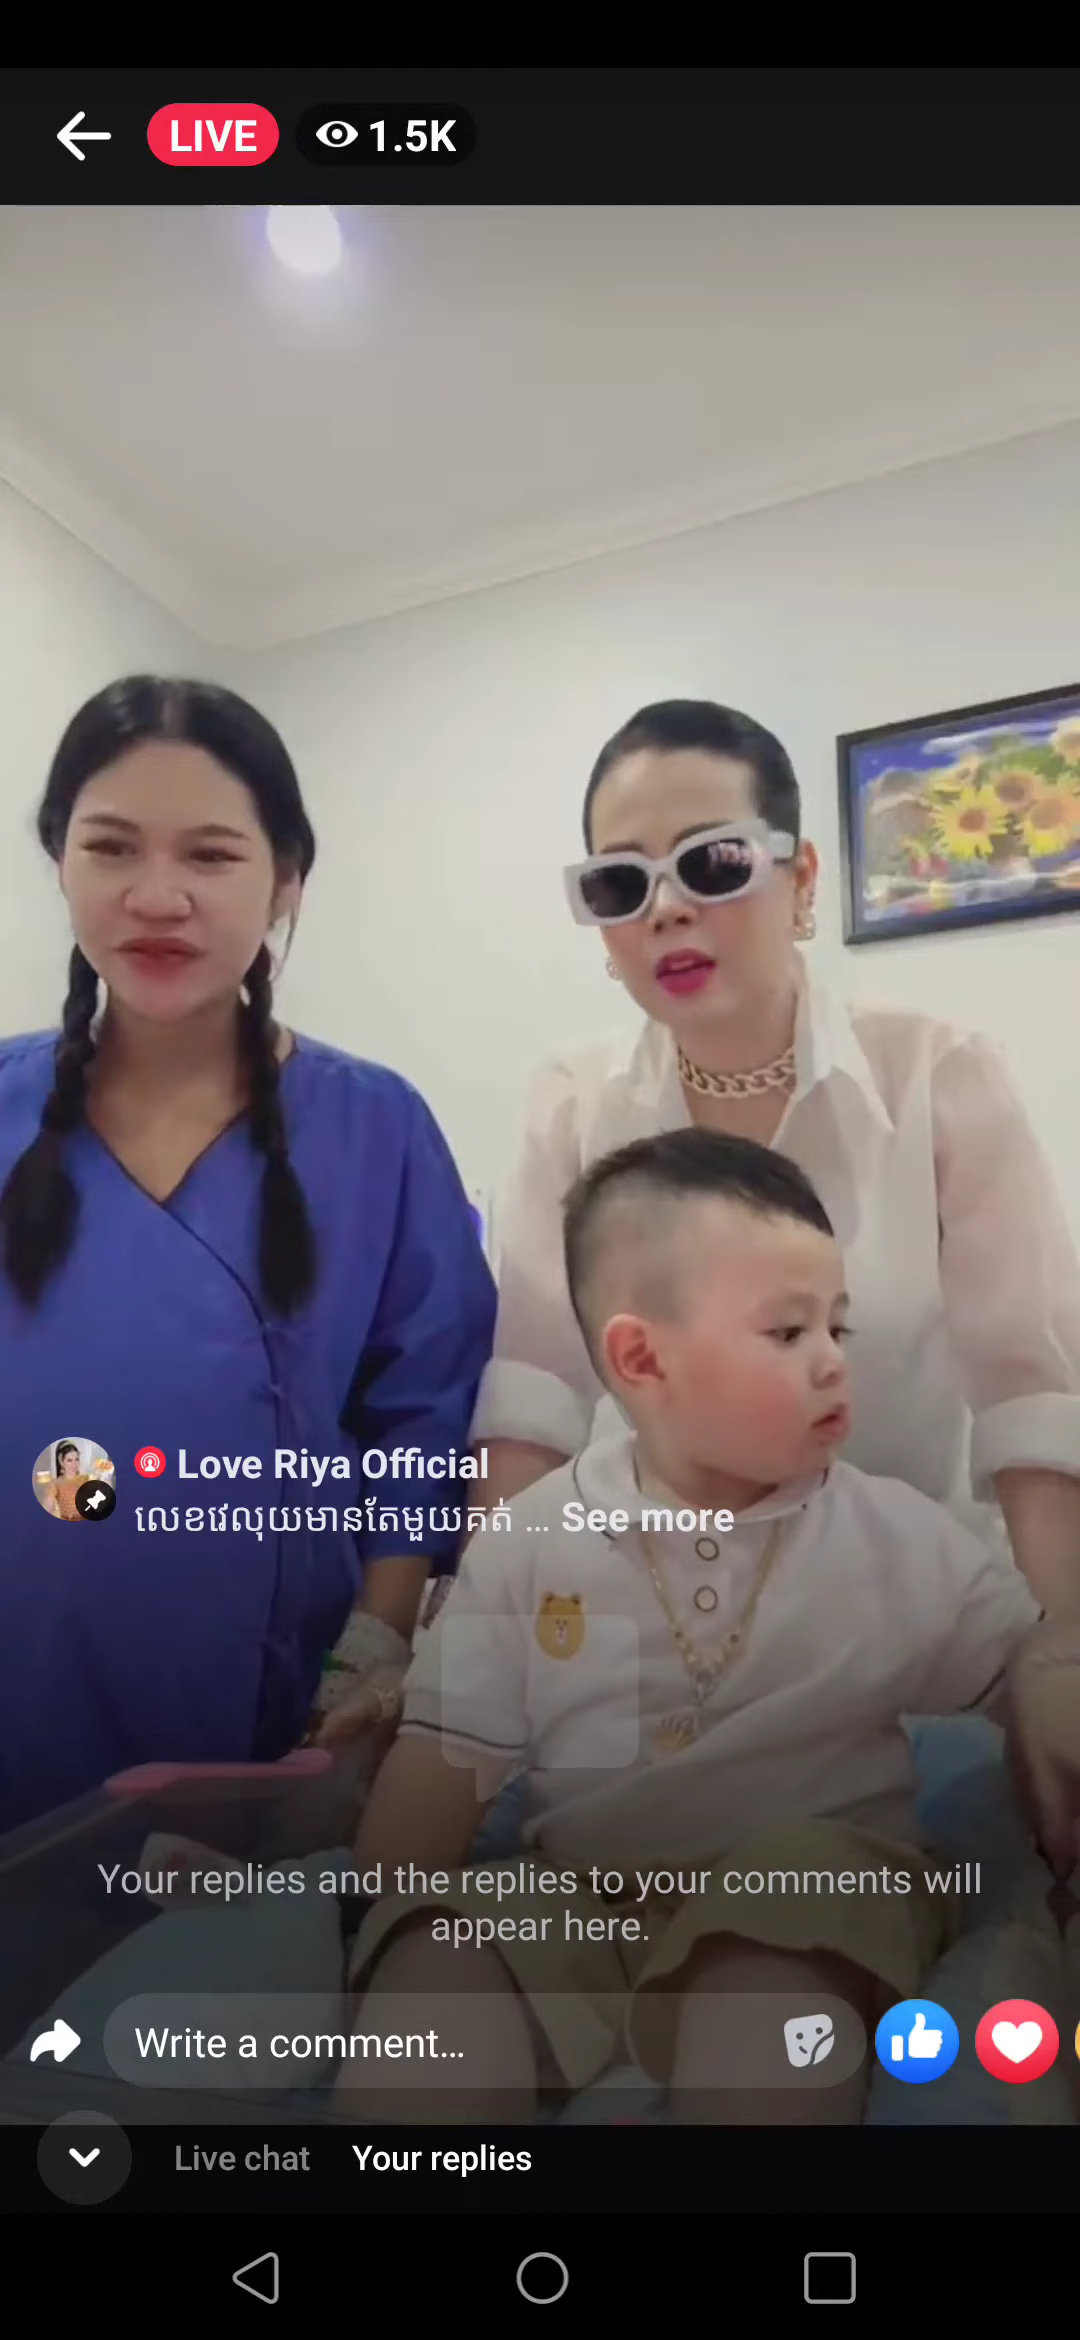 LIVE 1.5K
Love Riya Official
លេខវេលុយមានតែមួយគត់ ... See more
Your replies and the replies to your comments will
appear here.
Write a comment...
Live chat Your replies